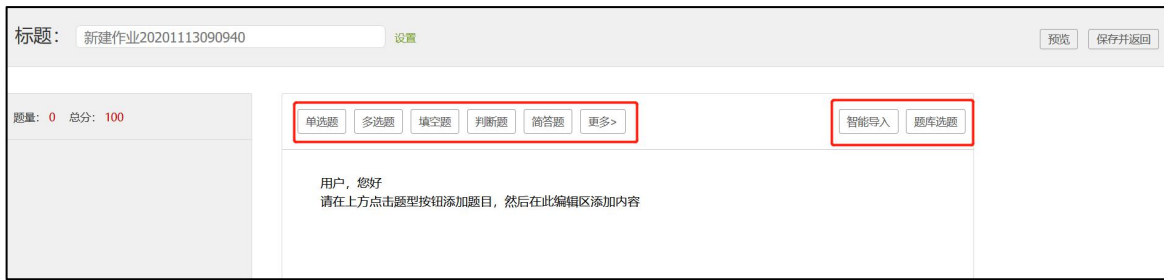 标题： 新建作业20201113090940 设置 预览 保存并返回
题量：0 总分：100 单选题 多选题 填空题 判断题 简答题 更多> 智能导入 题库选题
用户，您好
请在上方点击题型按钮添加题目，然后在此编辑区添加内容